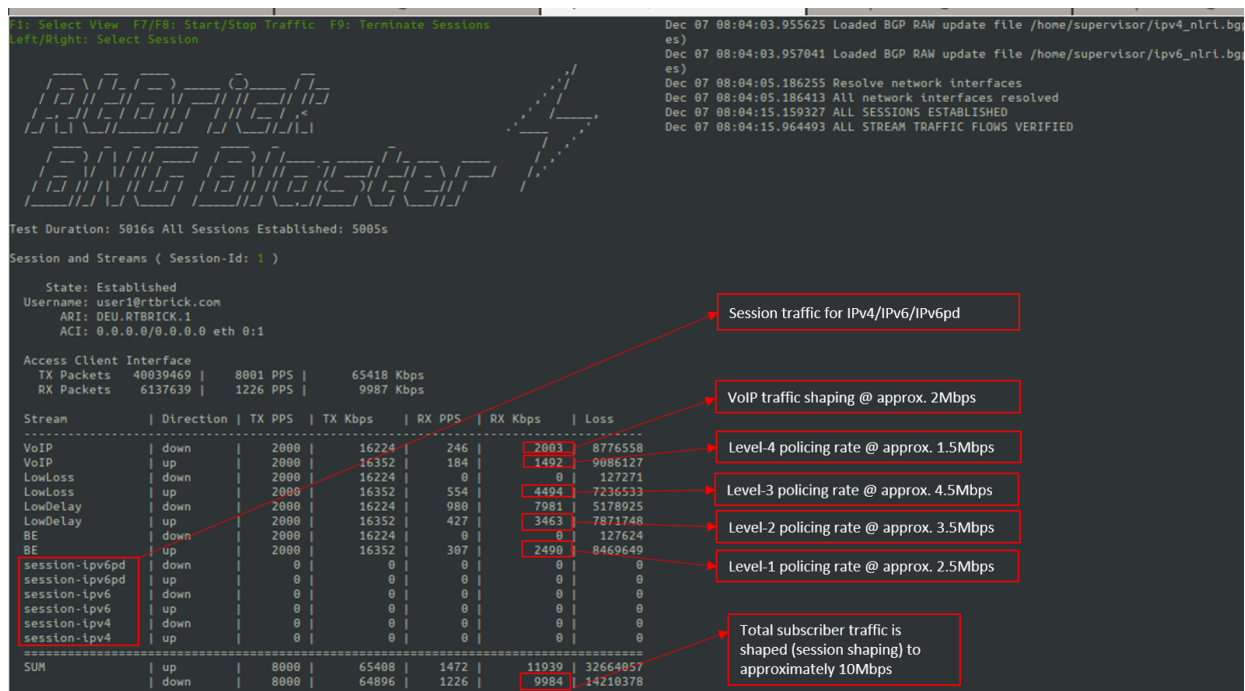 F1: Select View  F7/F8: Start/Stop Traffic  F9: Terminate Sessions
Left/Right: Select Session
RtBrick
BNG Blaster
Test Duration: 5016s All Sessions Established: 5005s
Session and Streams ( Session-Id: 1 )
State: Established
Username: user1@rtbrick.com
ARI: DEU.RTBRICK.1
ACI: 0.0.0.0/0.0.0.0 eth 0:1
Access Client Interface
TX Packets 40039469 | 8001 PPS | 65418 Kbps
RX Packets 6137639 | 1226 PPS | 9987 Kbps
Stream | Direction | TX PPS | TX Kbps | RX PPS | RX Kbps | Loss
VoIP | down | 2000 | 16224 | 246 | 2003 | 8776558
VoIP | up | 2000 | 16352 | 184 | 1492 | 9086127
LowLoss | down | 2000 | 16224 | 0 | 0 | 127271
LowLoss | up | 2000 | 16352 | 554 | 4494 | 7236533
LowDelay | down | 2000 | 16224 | 980 | 7981 | 5178925
LowDelay | up | 2000 | 16352 | 427 | 3463 | 7871748
BE | down | 2000 | 16224 | 0 | 0 | 127624
BE | up | 2000 | 16352 | 307 | 2490 | 8469649
session-ipv6pd | down | 0 | 0 | 0 | 0 | 0
session-ipv6pd | up | 0 | 0 | 0 | 0 | 0
session-ipv6 | down | 0 | 0 | 0 | 0 | 0
session-ipv6 | up | 0 | 0 | 0 | 0 | 0
session-ipv4 | down | 0 | 0 | 0 | 0 | 0
session-ipv4 | up | 0 | 0 | 0 | 0 | 0
SUM | up | 8000 | 65408 | 1472 | 11939 | 32664057
| down | 8000 | 64896 | 1226 | 9984 | 14210378
Dec 07 08:04:03.955625 Loaded BGP RAW update file /home/supervisor/ipv4_nlri.bgp
es)
Dec 07 08:04:03.957041 Loaded BGP RAW update file /home/supervisor/ipv6_nlri.bgp
es)
Dec 07 08:04:05.186255 Resolve network interfaces
Dec 07 08:04:05.186413 All network interfaces resolved
Dec 07 08:04:15.159327 ALL SESSIONS ESTABLISHED
Dec 07 08:04:15.964493 ALL STREAM TRAFFIC FLOWS VERIFIED
Session traffic for IPv4/IPv6/IPv6pd
VoIP traffic shaping @ approx. 2Mbps
Level-4 policing rate @ approx. 1.5Mbps
Level-3 policing rate @ approx. 4.5Mbps
Level-2 policing rate @ approx. 3.5Mbps
Level-1 policing rate @ approx. 2.5Mbps
Total subscriber traffic is
shaped (session shaping) to
approximately 10Mbps